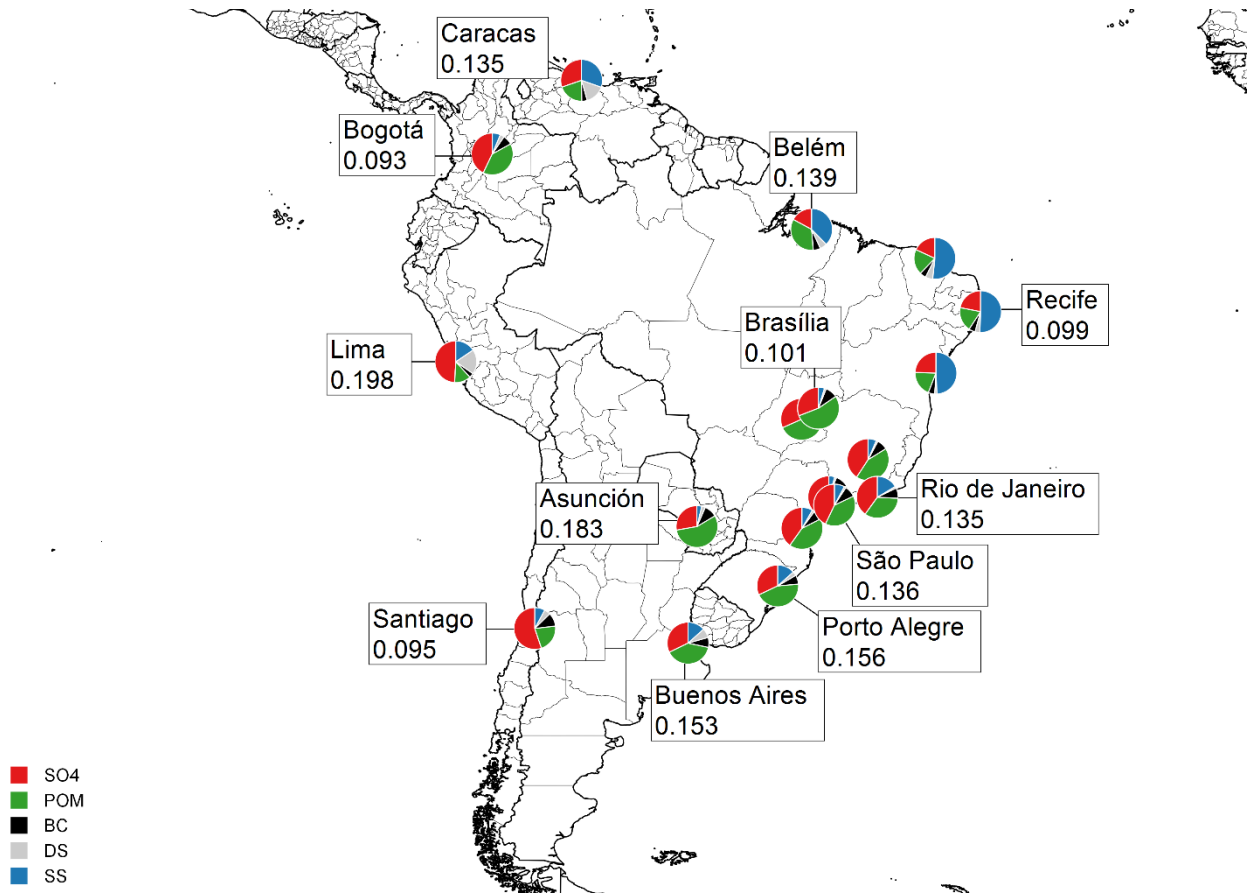 Caracas
0.135
Bogotá
0.093
Belém
0.139
Recife
0.099
Brasília
0.101
Lima
0.198
Rio de Janeiro
0.135
Asunción
0.183
São Paulo
0.136
Santiago
0.095
Porto Alegre
0.156
Buenos Aires
0.153
SO4
POM
BC
DS
SS